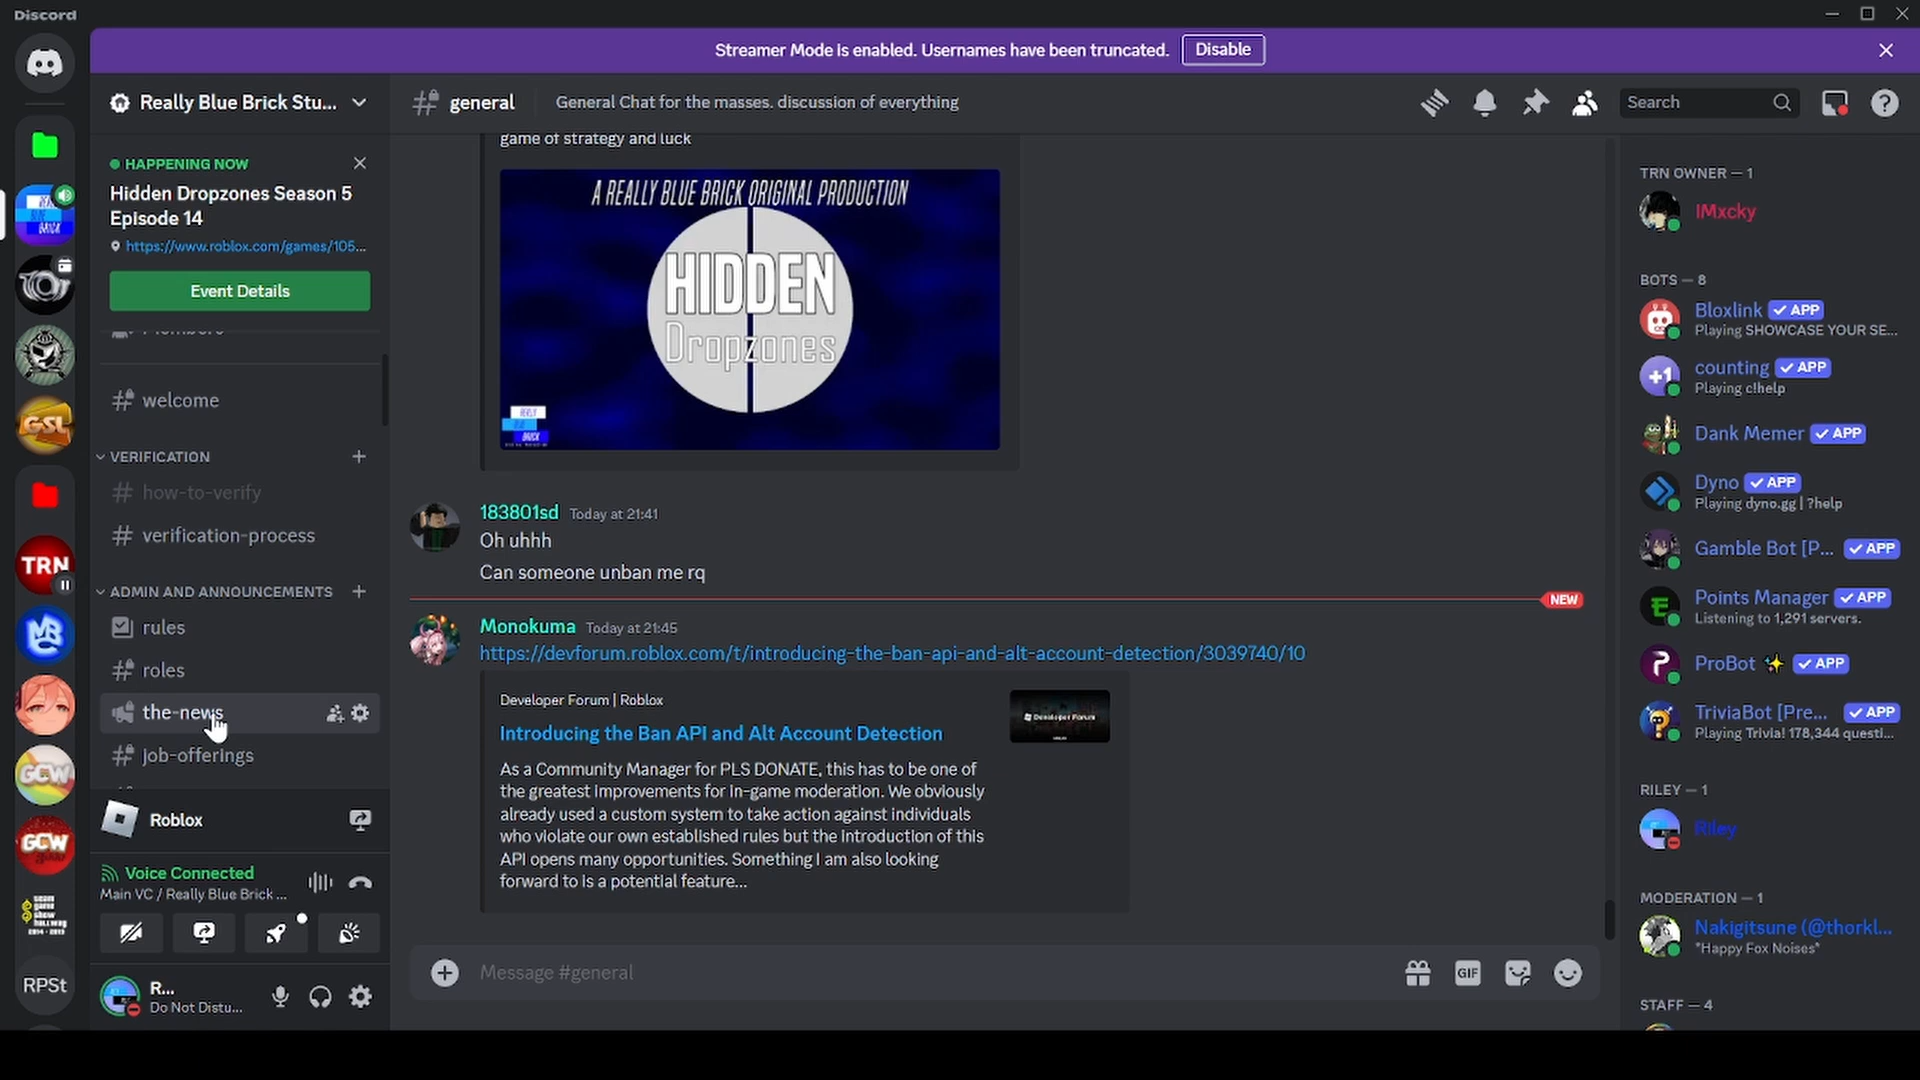 Discord
Streamer Mode is enabled. Usernames have been truncated.
Disable
Really Blue Brick Stu...
general
General Chat for the masses. discussion of everything
Search
HAPPENING NOW
Hidden Dropzones Season 5
Episode 14
https://www.roblox.com/games/105...
Event Details
Members
welcome
VERIFICATION
how-to-verify
verification-process
ADMIN AND ANNOUNCEMENTS
rules
roles
the-news
job-offerings
Roblox
Voice Connected
Main VC / Really Blue Brick ...
R...
Do Not Distu...
GSL
TRN
GCW
GCW
RPSt
game of strategy and luck
A REALLY BLUE BRICK ORIGINAL PRODUCTION
HIDDEN
Dropzones
REALLY
BLUE
BRICK
183801sd Today at 21:41
Oh uhhh
Can someone unban me rq
NEW
Monokuma Today at 21:45
https://devforum.roblox.com/t/introducing-the-ban-api-and-alt-account-detection/3039740/10
Developer Forum | Roblox
Introducing the Ban API and Alt Account Detection
Developer Forum
As a Community Manager for PLS DONATE, this has to be one of
the greatest improvements for in-game moderation. We obviously
already used a custom system to take action against individuals
who violate our own established rules but the introduction of this
API opens many opportunities. Something I am also looking
forward to is a potential feature...
Message #general
GIF
TRN OWNER — 1
IMxcky
BOTS — 8
Bloxlink APP
Playing SHOWCASE YOUR SE...
+1
counting APP
Playing c!help
Dank Memer APP
Dyno APP
Playing dyno.gg | ?help
Gamble Bot [P... APP
Points Manager APP
Listening to 1,291 servers.
ProBot ✨ APP
TriviaBot [Pre... APP
Playing Trivia! 178,344 questi...
RILEY — 1
Riley
MODERATION — 1
Nakigitsune (@thorkl...
*Happy Fox Noises*
STAFF — 4